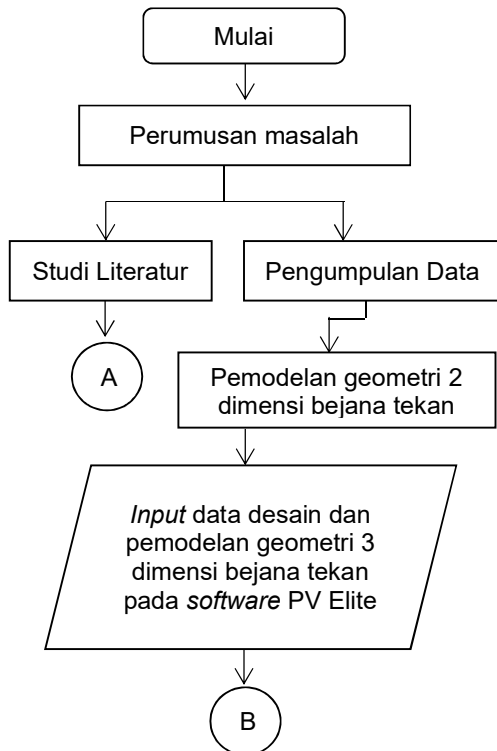 Mulai
Perumusan masalah
Studi Literatur
Pengumpulan Data
A
Pemodelan geometri 2
dimensi bejana tekan
Input data desain dan
pemodelan geometri 3
dimensi bejana tekan
pada software PV Elite
B